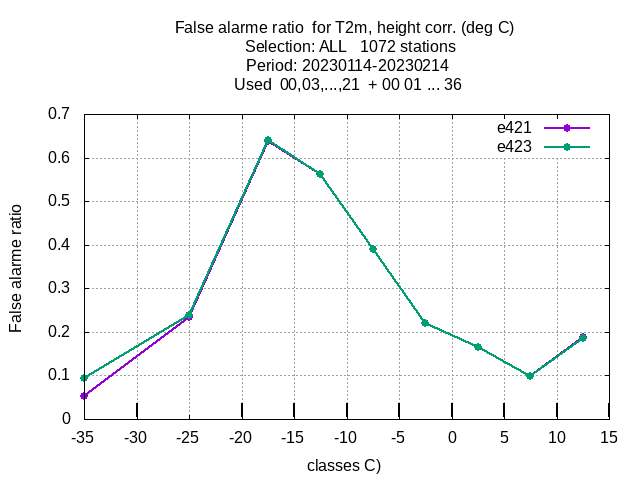 False alarme ratio  for T2m, height corr. (deg C)
Selection: ALL   1072 stations
Period: 20230114-20230214
Used  00,03,...,21  + 00 01 ... 36
e421
e423
False alarme ratio
0.7
0.6
0.5
0.4
0.3
0.2
0.1
0
-35 -30 -25 -20 -15 -10 -5 0 5 10 15
classes C)